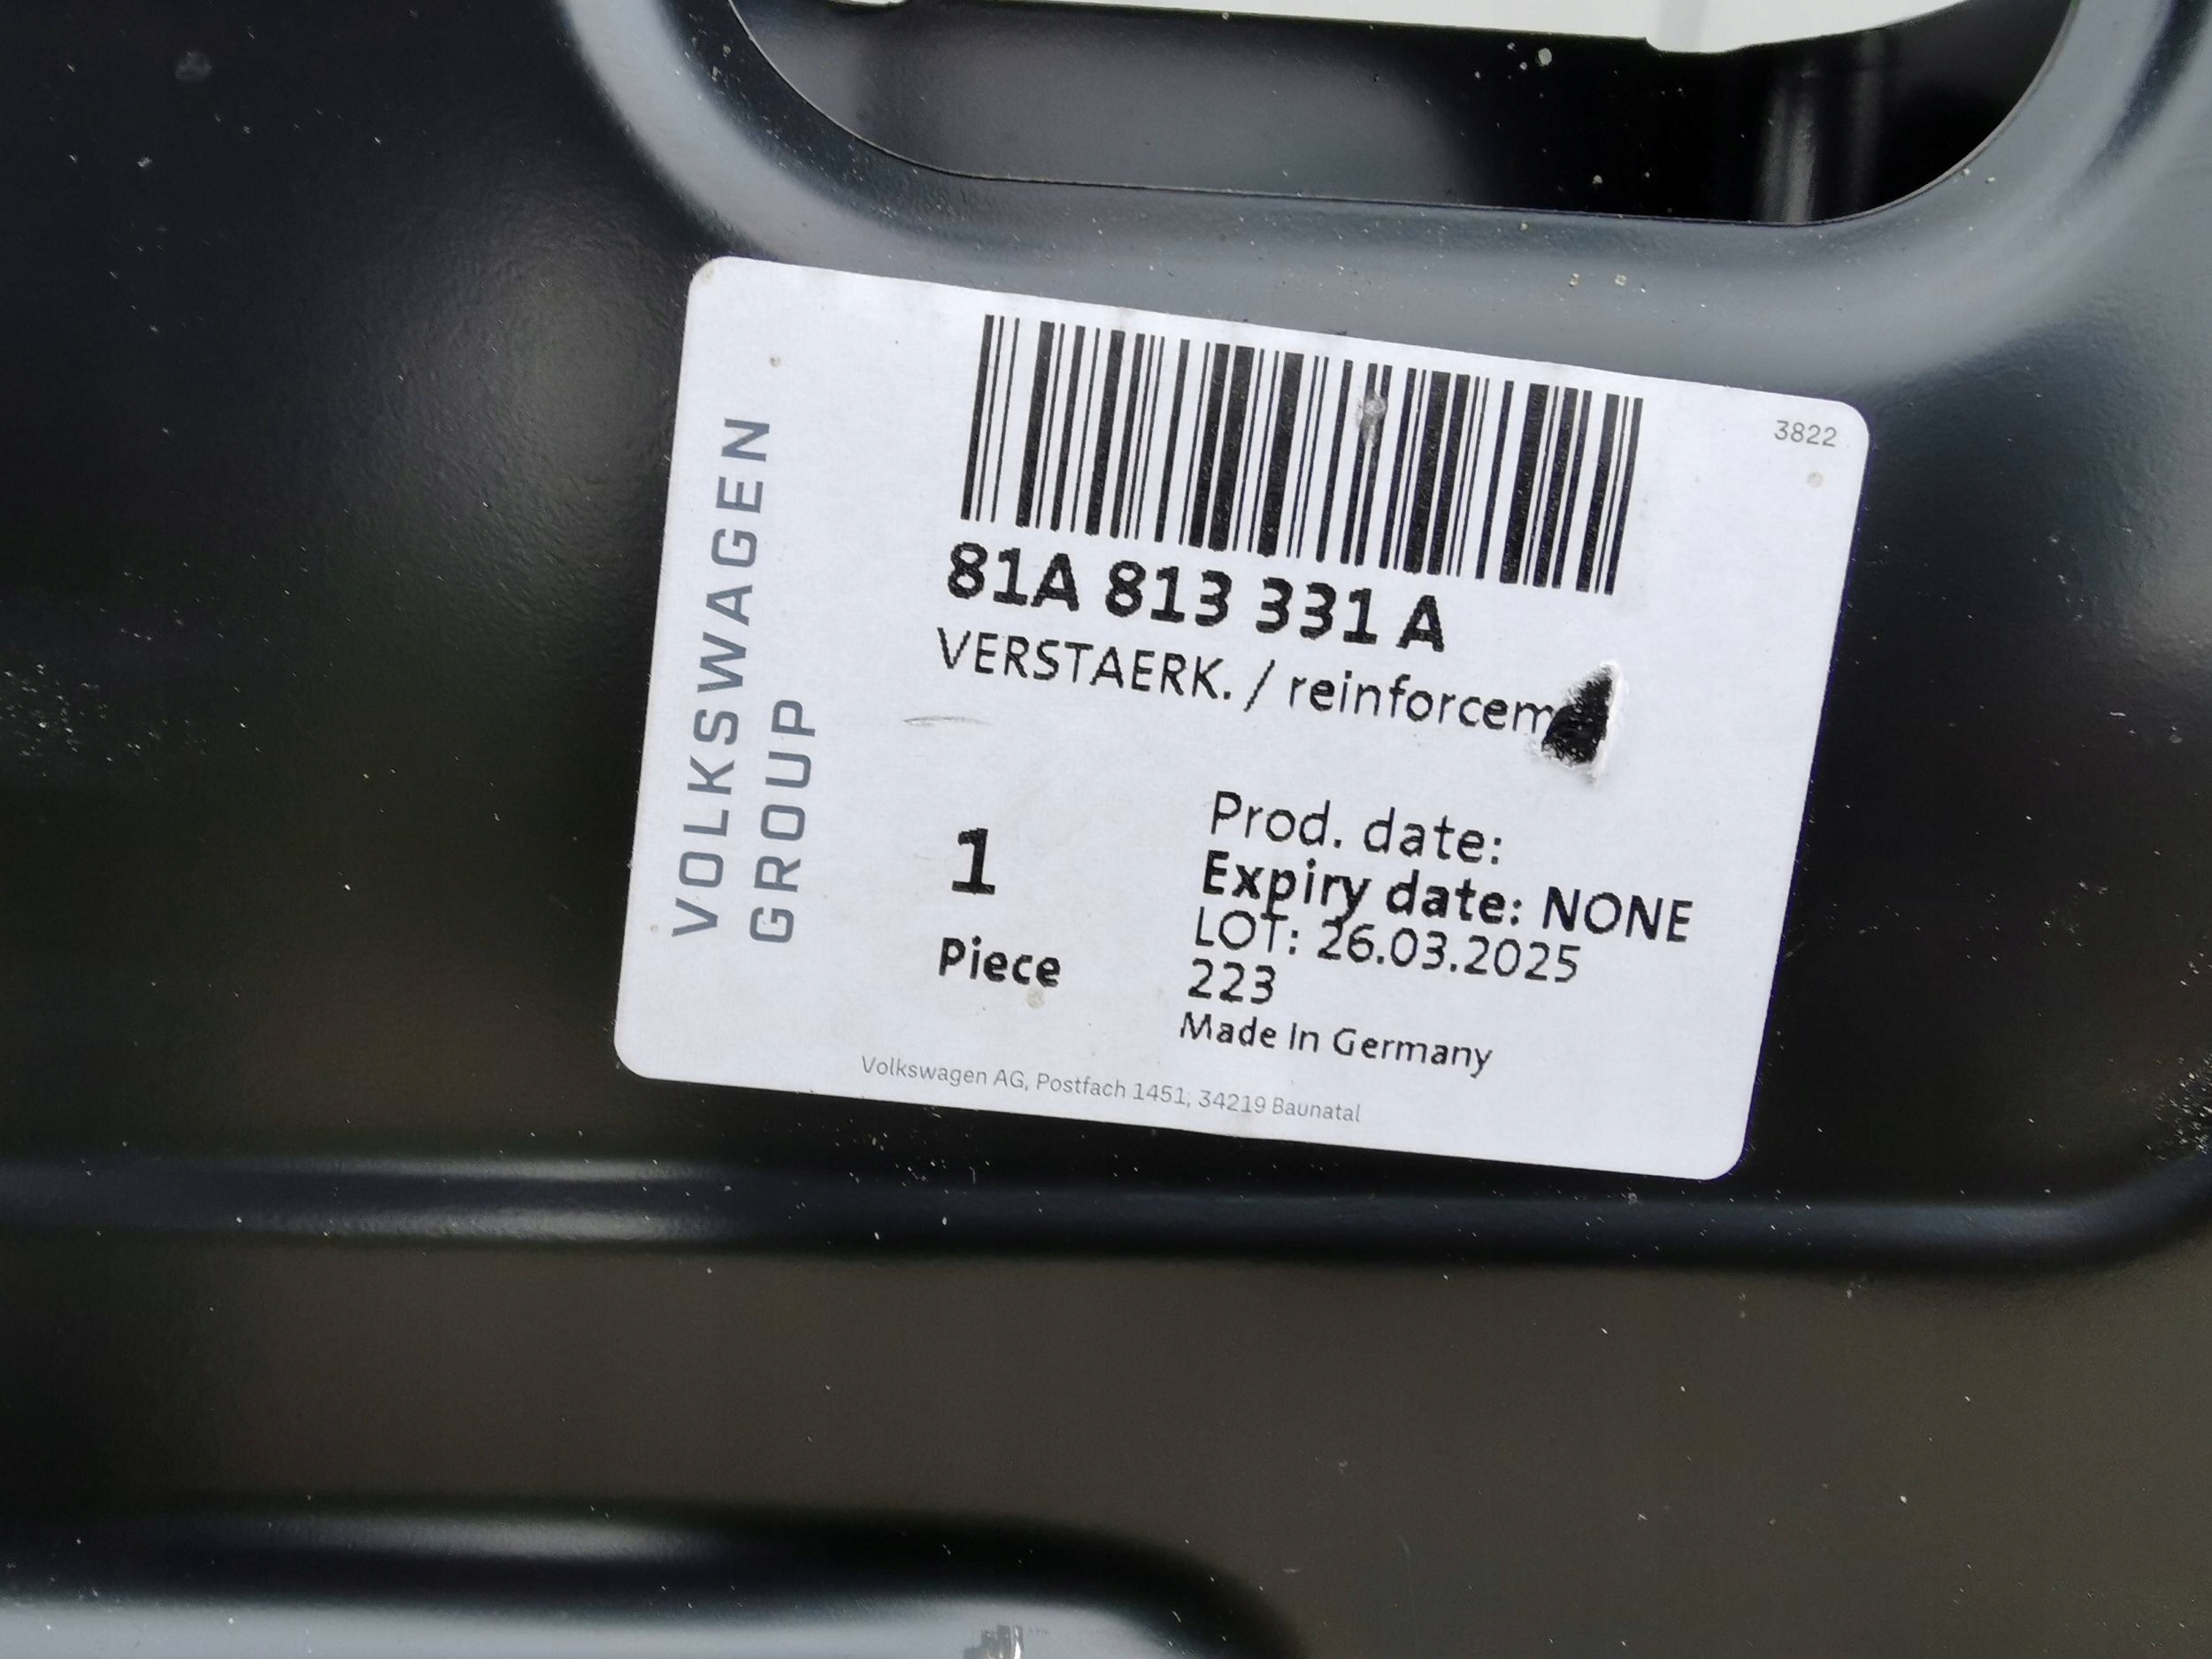 3822
VOLKSWAGEN
GROUP
81A 813 331 A
VERSTAERK. / reinforcem
1
Piece
Prod. date:
Expiry date: NONE
LOT: 26.03.2025
223
Made In Germany
Volkswagen AG, Postfach 1451, 34219 Baunatal